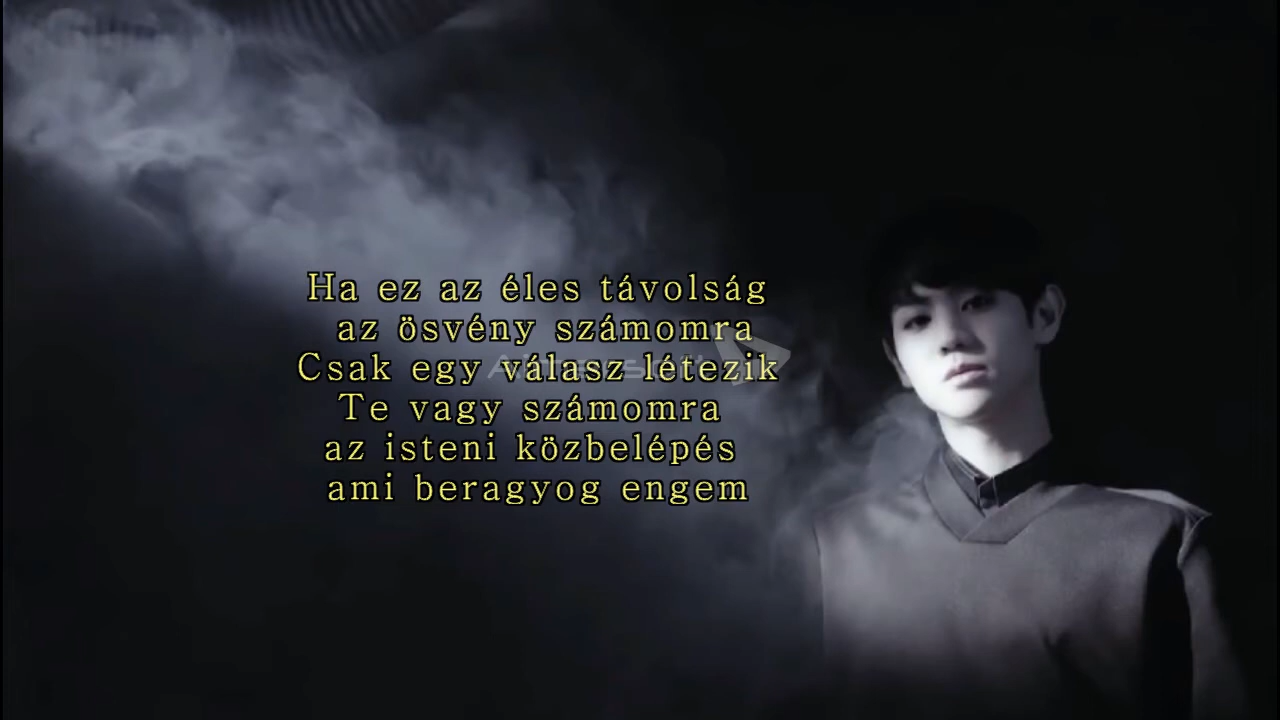 Ha ez az éles távolság
az ösvény számomra
Csak egy válasz létezik
Te vagy számomra
az isteni közbelépés
ami beragyog engem